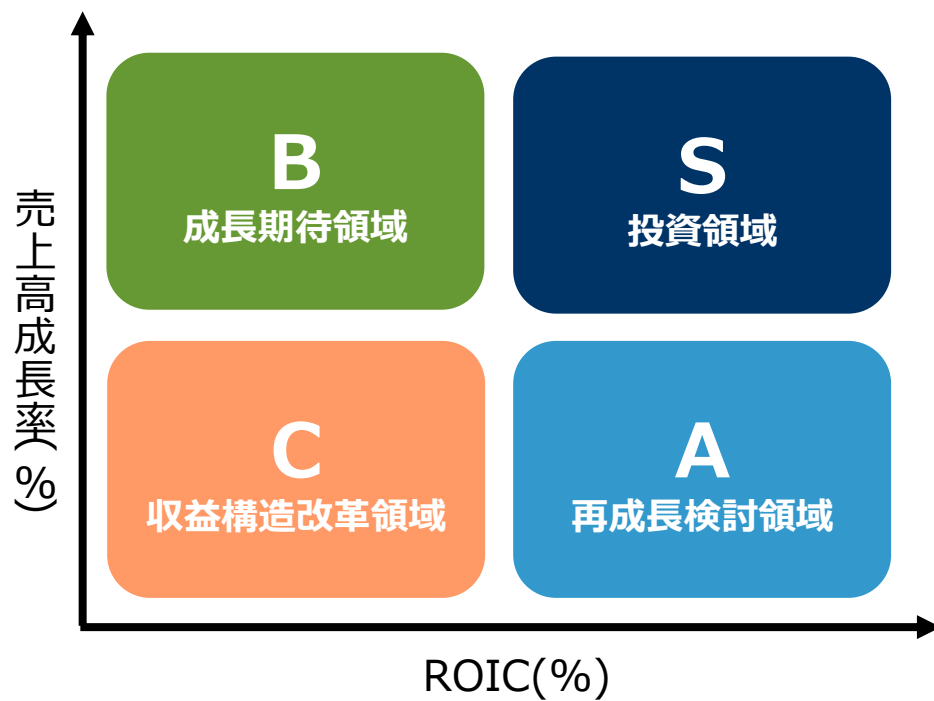 売上高成長率(%)
B
成長期待領域
S
投資領域
C
収益構造改革領域
A
再成長検討領域
ROIC(%)